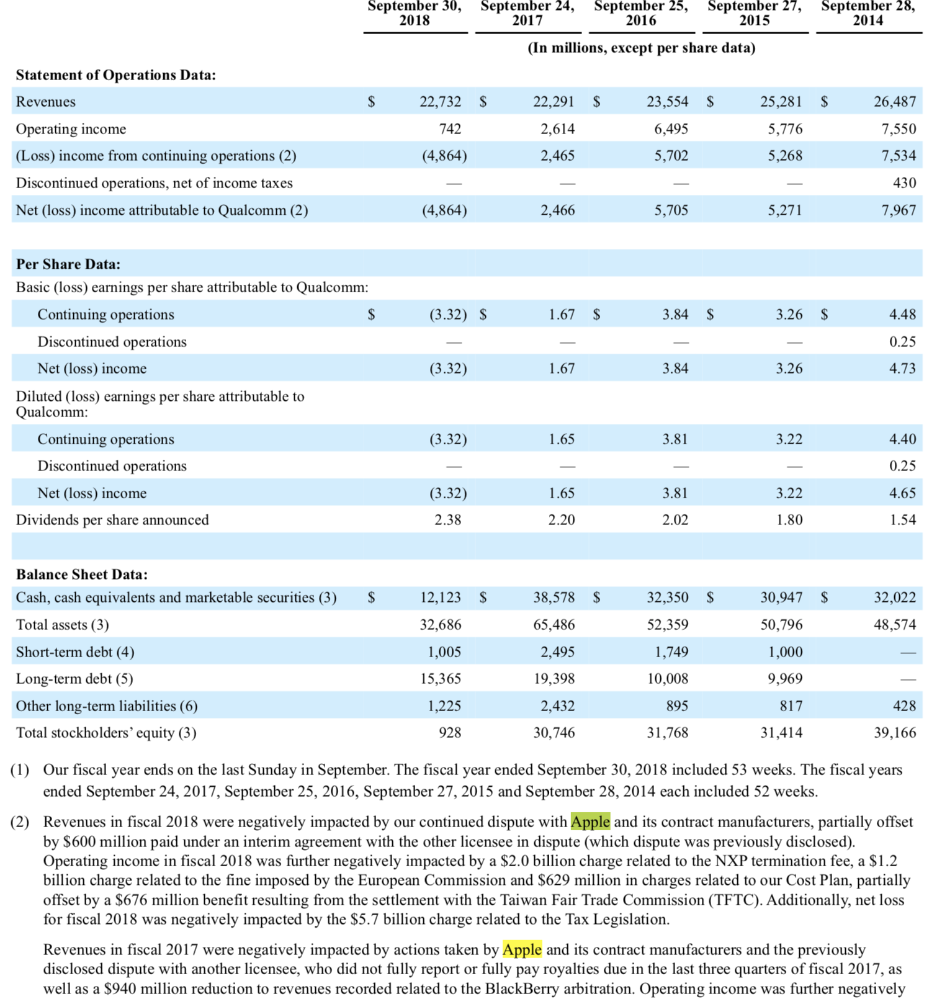 September 30, September 24, September 25, September 27, September 28,
2018 2017 2016 2015 2014
(In millions, except per share data)
Statement of Operations Data:
Revenues $ 22,732 $ 22,291 $ 23,554 $ 25,281 $ 26,487
Operating income 742 2,614 6,495 5,776 7,550
(Loss) income from continuing operations (2) (4,864) 2,465 5,702 5,268 7,534
Discontinued operations, net of income taxes — — — — 430
Net (loss) income attributable to Qualcomm (2) (4,864) 2,466 5,705 5,271 7,967
Per Share Data:
Basic (loss) earnings per share attributable to Qualcomm:
Continuing operations $ (3.32) $ 1.67 $ 3.84 $ 3.26 $ 4.48
Discontinued operations — — — — 0.25
Net (loss) income (3.32) 1.67 3.84 3.26 4.73
Diluted (loss) earnings per share attributable to
Qualcomm:
Continuing operations (3.32) 1.65 3.81 3.22 4.40
Discontinued operations — — — — 0.25
Net (loss) income (3.32) 1.65 3.81 3.22 4.65
Dividends per share announced 2.38 2.20 2.02 1.80 1.54
Balance Sheet Data:
Cash, cash equivalents and marketable securities (3) $ 12,123 $ 38,578 $ 32,350 $ 30,947 $ 32,022
Total assets (3) 32,686 65,486 52,359 50,796 48,574
Short-term debt (4) 1,005 2,495 1,749 1,000 —
Long-term debt (5) 15,365 19,398 10,008 9,969 —
Other long-term liabilities (6) 1,225 2,432 895 817 428
Total stockholders’ equity (3) 928 30,746 31,768 31,414 39,166
(1) Our fiscal year ends on the last Sunday in September. The fiscal year ended September 30, 2018 included 53 weeks. The fiscal years
ended September 24, 2017, September 25, 2016, September 27, 2015 and September 28, 2014 each included 52 weeks.
(2) Revenues in fiscal 2018 were negatively impacted by our continued dispute with Apple and its contract manufacturers, partially offset
by $600 million paid under an interim agreement with the other licensee in dispute (which dispute was previously disclosed).
Operating income in fiscal 2018 was further negatively impacted by a $2.0 billion charge related to the NXP termination fee, a $1.2
billion charge related to the fine imposed by the European Commission and $629 million in charges related to our Cost Plan, partially
offset by a $676 million benefit resulting from the settlement with the Taiwan Fair Trade Commission (TFTC). Additionally, net loss
for fiscal 2018 was negatively impacted by the $5.7 billion charge related to the Tax Legislation.
Revenues in fiscal 2017 were negatively impacted by actions taken by Apple and its contract manufacturers and the previously
disclosed dispute with another licensee, who did not fully report or fully pay royalties due in the last three quarters of fiscal 2017, as
well as a $940 million reduction to revenues recorded related to the BlackBerry arbitration. Operating income was further negatively